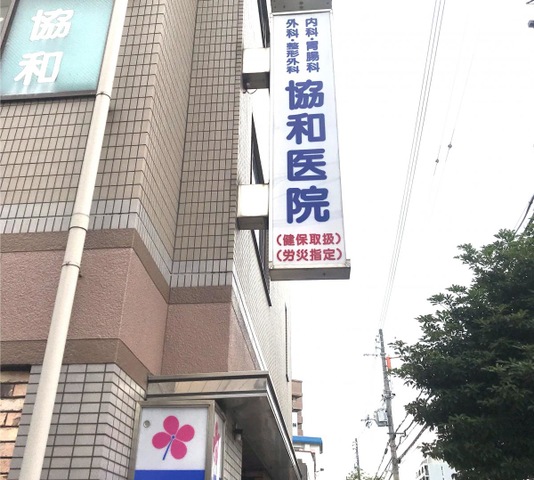 協和
内科・胃腸科
外科・整形外科
協和医院
(健保取扱)
(労災指定)